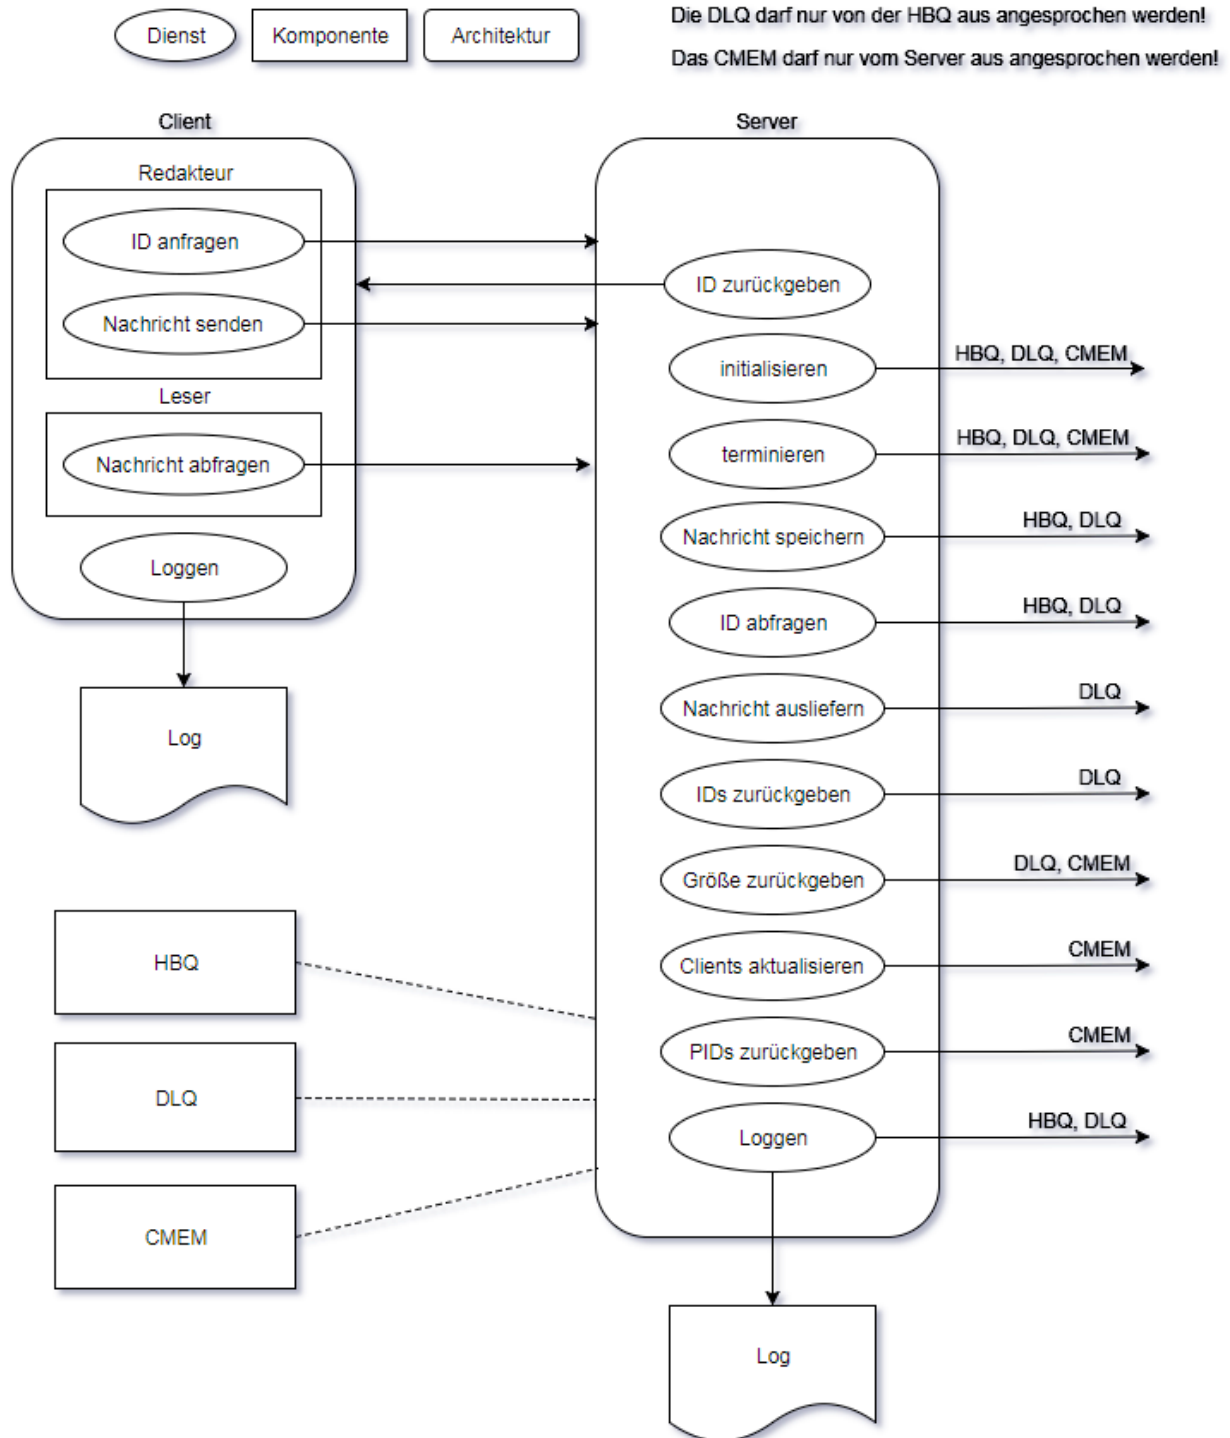 Dienst
Komponente
Architektur
Die DLQ darf nur von der HBQ aus angesprochen werden!
Das CMEM darf nur vom Server aus angesprochen werden!
Client
Redakteur
ID anfragen
Nachricht senden
Leser
Nachricht abfragen
Loggen
Log
HBQ
DLQ
CMEM
Server
ID zurückgeben
initialisieren
HBQ, DLQ, CMEM
terminieren
HBQ, DLQ, CMEM
Nachricht speichern
HBQ, DLQ
ID abfragen
HBQ, DLQ
Nachricht ausliefern
DLQ
IDs zurückgeben
DLQ
Größe zurückgeben
DLQ, CMEM
Clients aktualisieren
CMEM
PIDs zurückgeben
CMEM
Loggen
HBQ, DLQ
Log